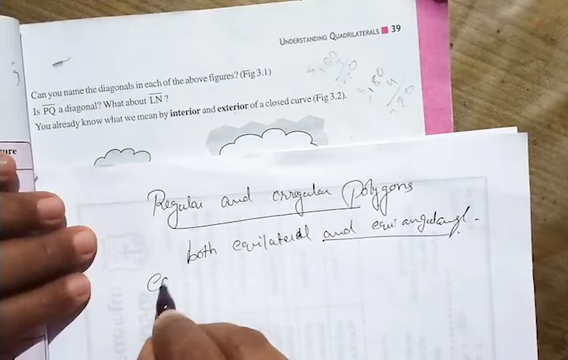 UNDERSTANDING QUADRILATERALS 39
Can you name the diagonals in each of the above figures? (Fig 3.1)
Is PQ a diagonal? What about LN ?
You already know what we mean by interior and exterior of a closed curve (Fig 3.2).
Regular and irregular Polygons
both equilateral and equiangular.